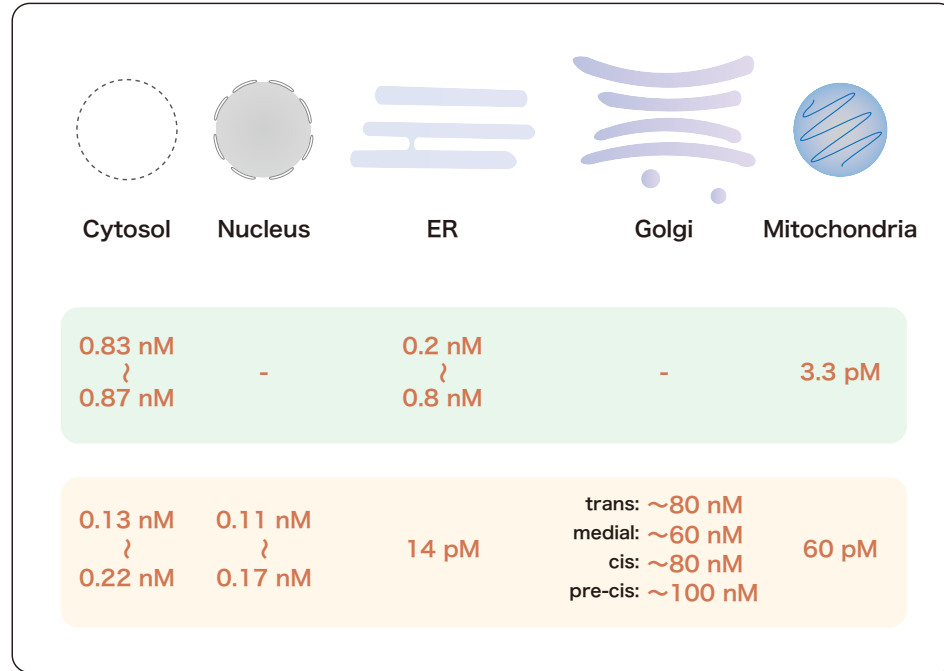 Cytosol Nucleus ER Golgi Mitochondria
0.83 nM
~
0.87 nM
-
0.2 nM
~
0.8 nM
-
3.3 pM
0.13 nM
~
0.22 nM
0.11 nM
~
0.17 nM
14 pM
trans: ~80 nM
medial: ~60 nM
cis: ~80 nM
pre-cis: ~100 nM
60 pM